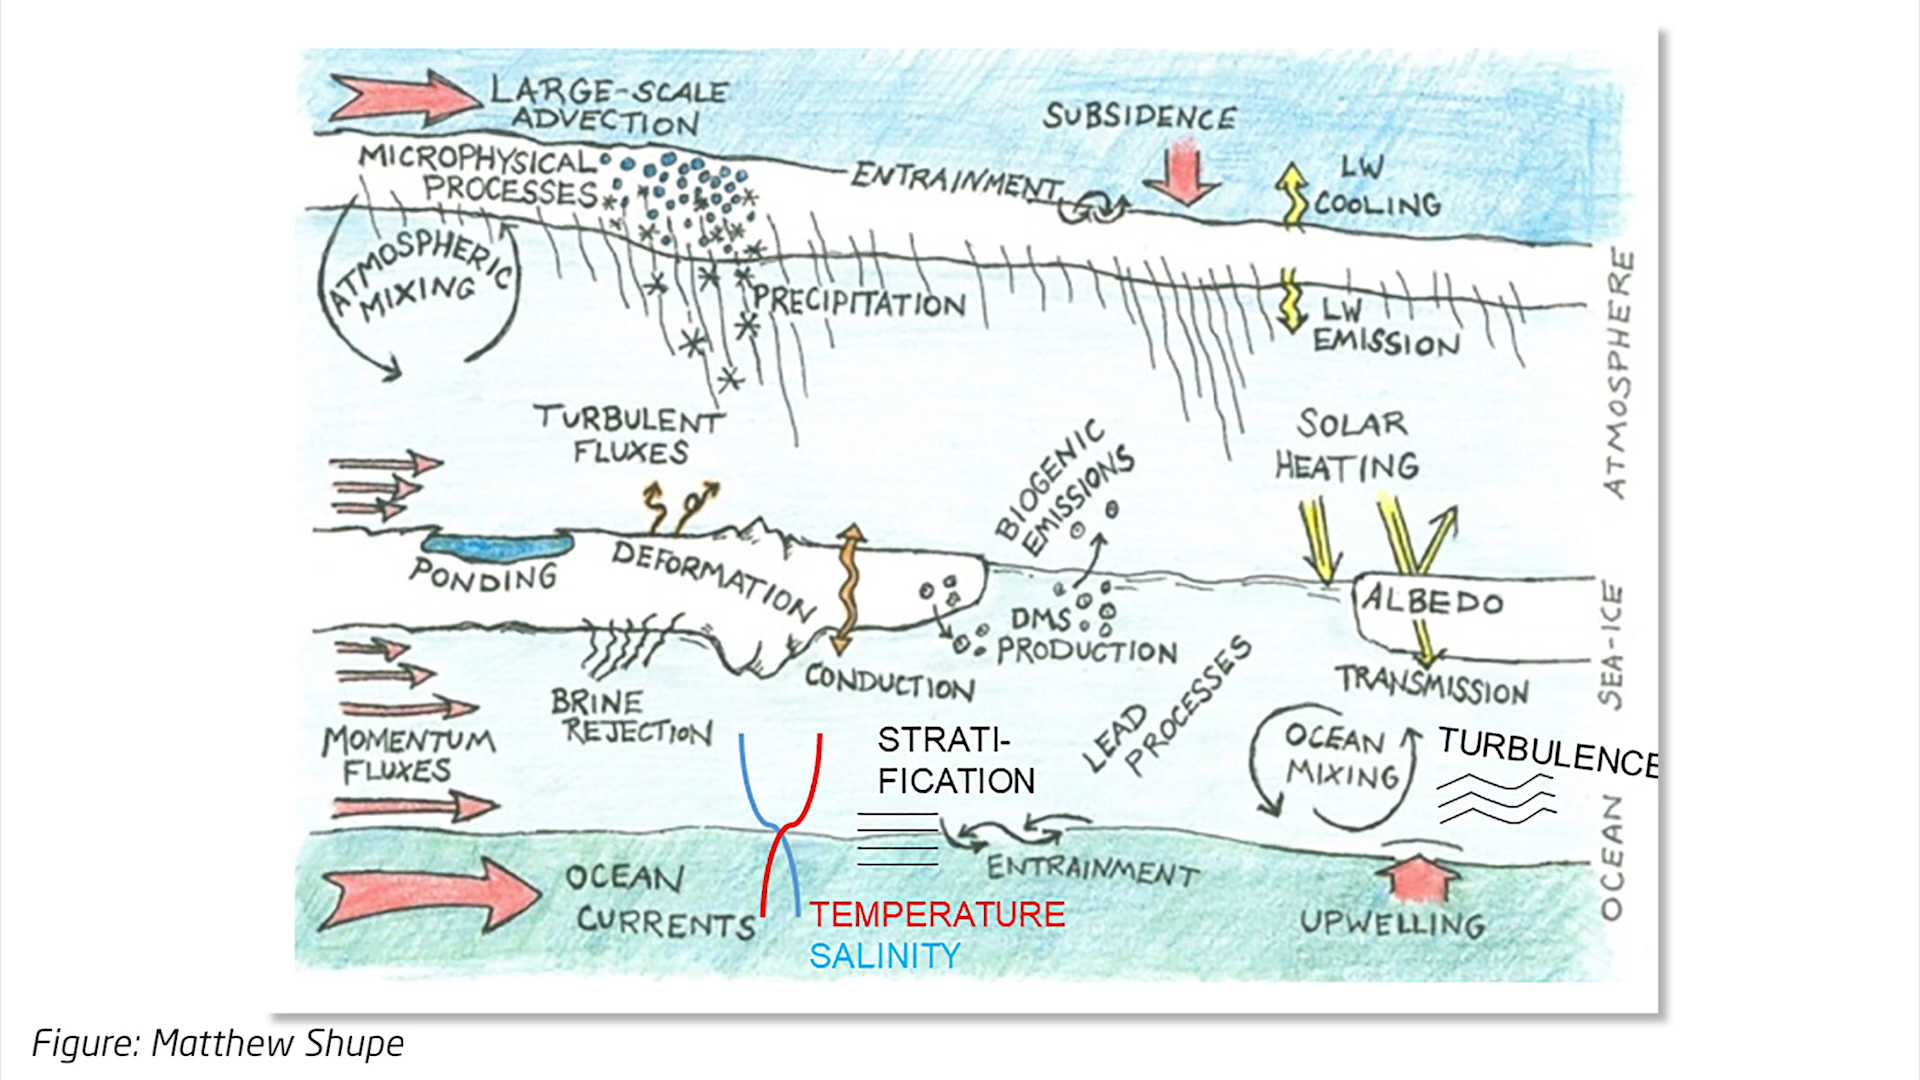 LARGE-SCALE
ADVECTION
SUBSIDENCE
MICROPHYSICAL
PROCESSES
ENTRAINMENT
LW
COOLING
ATMOSPHERIC
MIXING
PRECIPITATION
LW
EMISSION
ATMOSPHERE
TURBULENT
FLUXES
BIOGENIC
EMISSIONS
SOLAR
HEATING
PONDING
DEFORMATION
DMS
PRODUCTION
ALBEDO
SEA-ICE
BRINE
REJECTION
CONDUCTION
LEAD
PROCESSES
TRANSMISSION
MOMENTUM
FLUXES
STRATI-
FICATION
OCEAN
MIXING
TURBULENCE
OCEAN
OCEAN
CURRENTS
ENTRAINMENT
TEMPERATURE
SALINITY
UPWELLING
Figure: Matthew Shupe